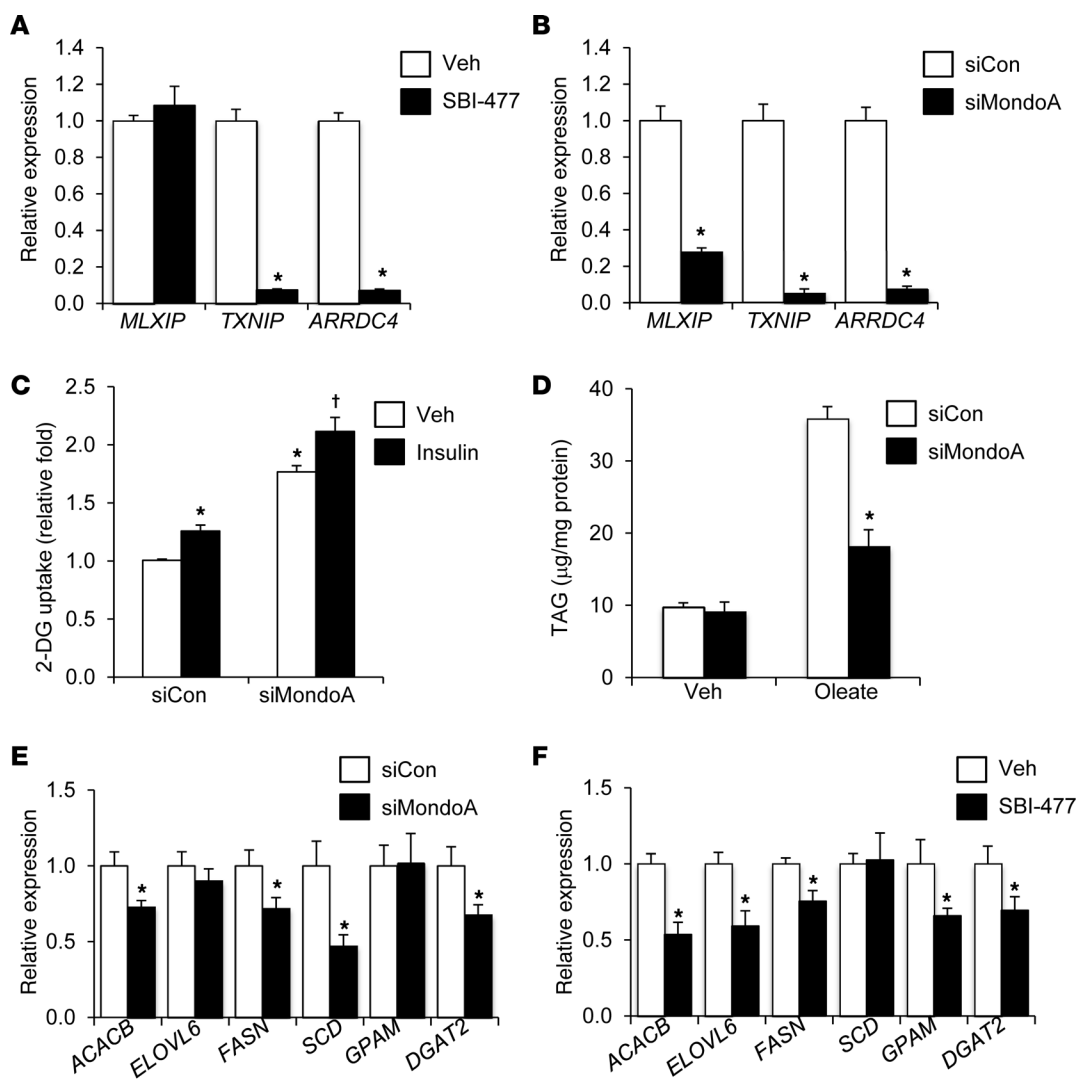 A
Relative expression
1.4
1.2
1.0
0.8
0.6
0.4
0.2
0.0
Veh
SBI-477
*
*
MLXIP TXNIP ARRDC4
B
Relative expression
1.4
1.2
1.0
0.8
0.6
0.4
0.2
0.0
siCon
siMondoA
*
*
*
MLXIP TXNIP ARRDC4
C
2-DG uptake (relative fold)
2.5
2.0
1.5
1.0
0.5
0.0
Veh
Insulin
*
*
†
siCon siMondoA
D
TAG (μg/mg protein)
40
30
20
10
0
siCon
siMondoA
*
Veh Oleate
E
Relative expression
1.5
1.0
0.5
0.0
siCon
siMondoA
*
*
*
*
ACACB ELOVL6 FASN SCD GPAM DGAT2
F
Relative expression
1.5
1.0
0.5
0.0
Veh
SBI-477
*
*
*
*
*
ACACB ELOVL6 FASN SCD GPAM DGAT2